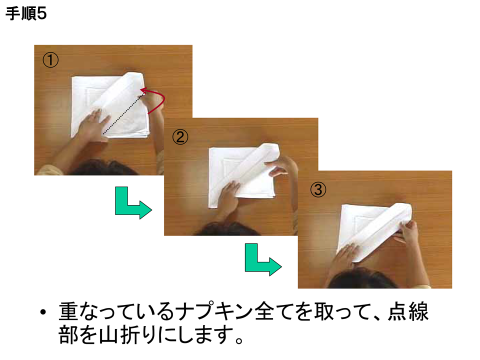 手順5
①
②
③
• 重なっているナプキン全てを取って、点線
部を山折りにします。